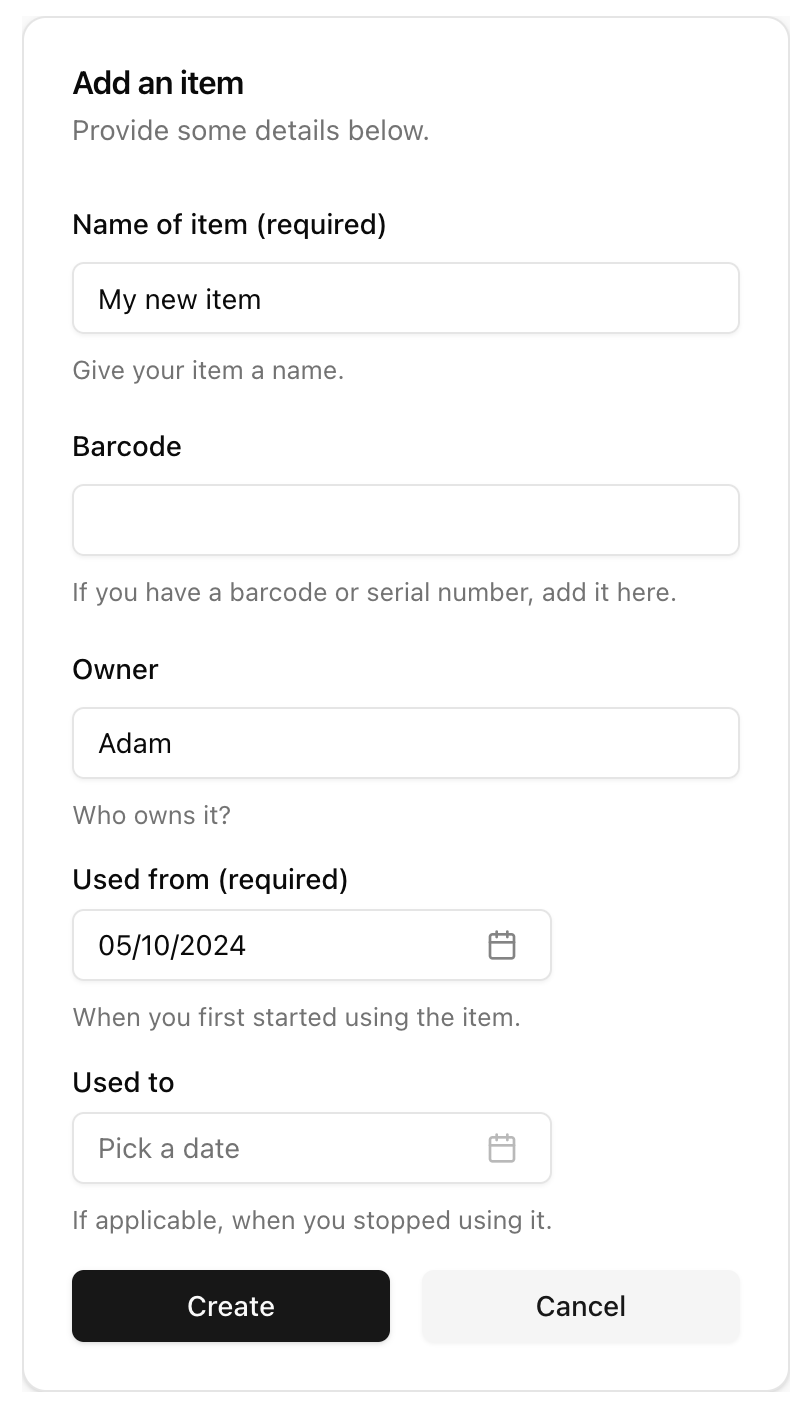 Add an item
Provide some details below.
Name of item (required)
My new item
Give your item a name.
Barcode
If you have a barcode or serial number, add it here.
Owner
Adam
Who owns it?
Used from (required)
05/10/2024
When you first started using the item.
Used to
Pick a date
If applicable, when you stopped using it.
Create
Cancel